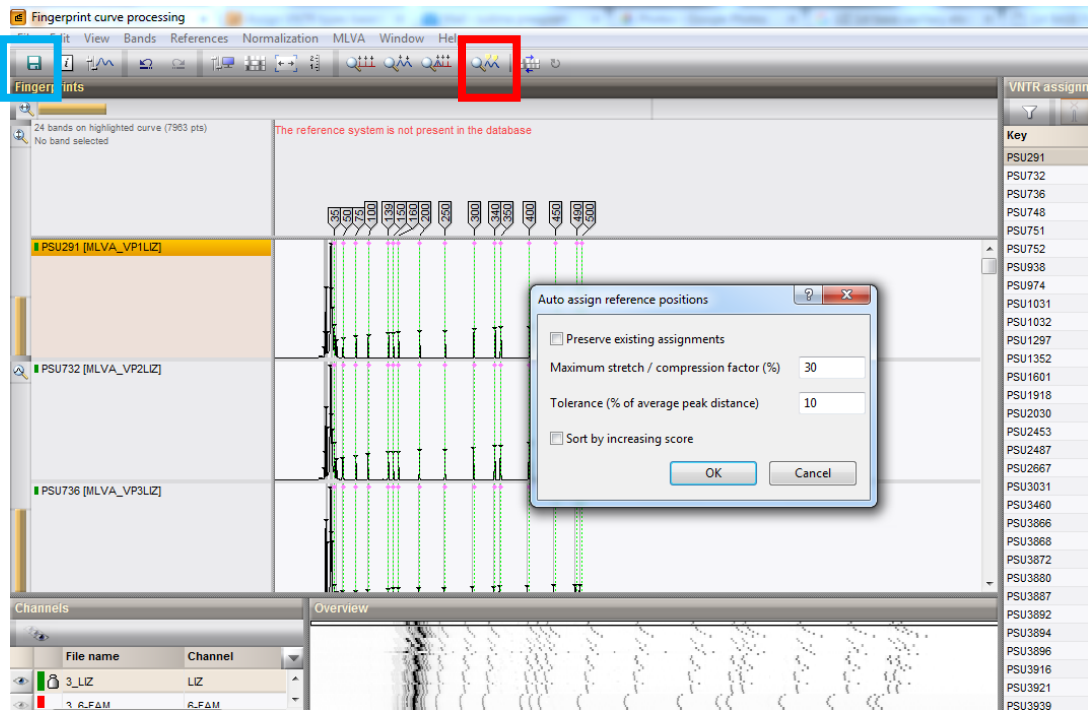 Fingerprint curve processing
File Edit View Bands References Normalization MLVA Window Help
Fingerprints
24 bands on highlighted curve (7963 pts)
No band selected
The reference system is not present in the database
35 50 75 100 139 150 160 200 250 300 340 350 400 450 490 500
PSU291 [MLVA_VP1LIZ]
PSU732 [MLVA_VP2LIZ]
PSU736 [MLVA_VP3LIZ]
Auto assign reference positions
Preserve existing assignments
Maximum stretch / compression factor (%) 30
Tolerance (% of average peak distance) 10
Sort by increasing score
OK Cancel
Channels
File name Channel
3_LIZ LIZ
3_6-FAM 6-FAM
Overview
VNTR assignm
Key
PSU291
PSU732
PSU736
PSU748
PSU751
PSU752
PSU938
PSU974
PSU1031
PSU1032
PSU1297
PSU1352
PSU1601
PSU1918
PSU2030
PSU2453
PSU2487
PSU2667
PSU3031
PSU3460
PSU3866
PSU3868
PSU3872
PSU3880
PSU3887
PSU3892
PSU3894
PSU3896
PSU3916
PSU3921
PSU3939